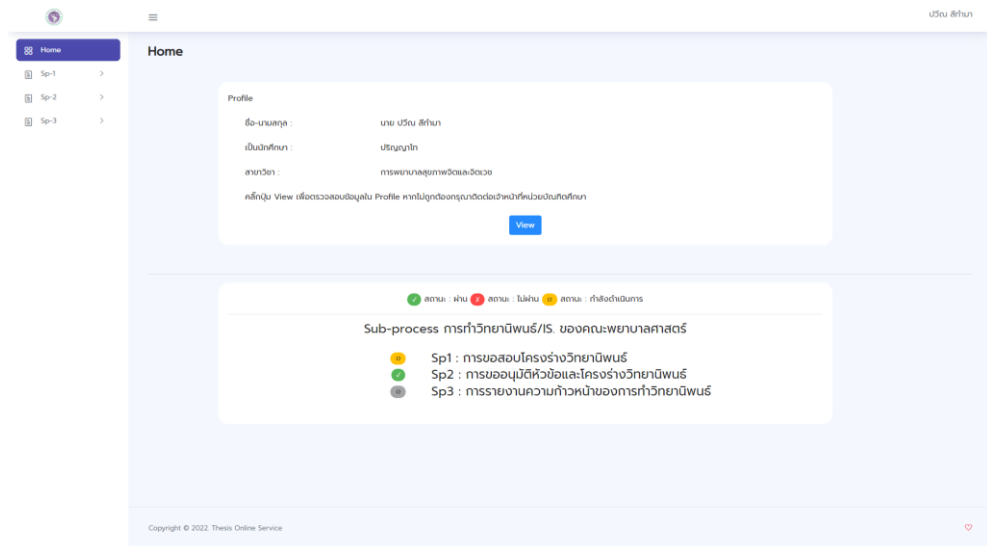 ปวีณ สีทำมา
Home
Sp-1
Sp-2
Sp-3
Home
Profile
ชื่อ-นามสกุล : นาย ปวีณ สีทำมา
เป็นนักศึกษา : ปริญญาโท
สาขาวิชา : การพยาบาลสุขภาพจิตและจิตเวช
คลิ๊กปุ่ม View เพื่อตรวจสอบข้อมูลใน Profile หากไม่ถูกต้องกรุณาติดต่อเจ้าหน้าที่หน่วยบัณฑิตศึกษา
View
สถานะ : ผ่าน สถานะ : ไม่ผ่าน สถานะ : กำลังดำเนินการ
Sub-process การทำวิทยานิพนธ์/IS. ของคณะพยาบาลศาสตร์
Sp1 : การขอสอบโครงร่างวิทยานิพนธ์
Sp2 : การขออนุมัติหัวข้อและโครงร่างวิทยานิพนธ์
Sp3 : การรายงานความก้าวหน้าของการทำวิทยานิพนธ์
Copyright © 2022. Thesis Online Service